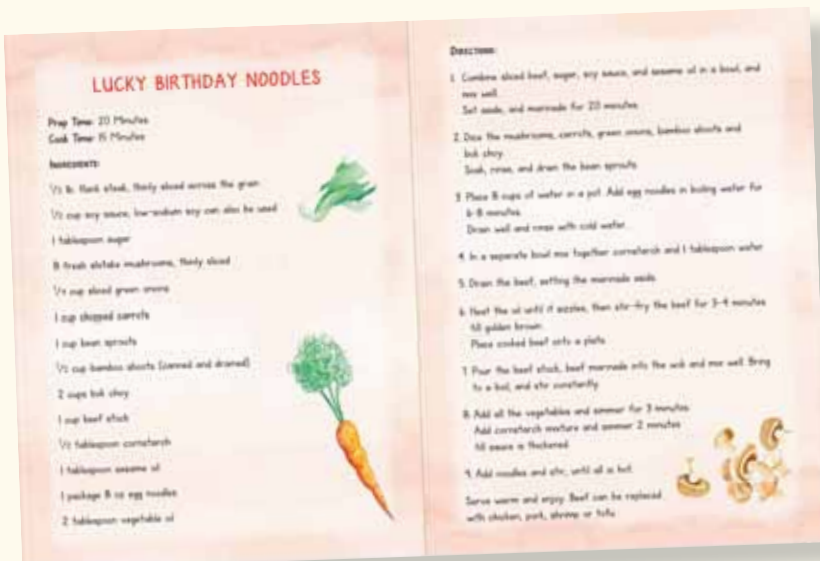 LUCKY BIRTHDAY NOODLES
Prep Time: 20 Minutes
Cook Time: 15 Minutes
INGREDIENTS:
1/2 lb. flank steak, thinly sliced across the grain
1/2 cup soy sauce, low-sodium soy can also be used
1 tablespoon sugar
8 fresh shitake mushrooms, thinly sliced
cup sliced green onions
1 cup chopped carrots
1 cup bean sprouts
1/2 cup bamboo shoots (canned and drained)
2 cups bok choy
1 cup beef stock
1/2 tablespoon cornstarch
1 tablespoon sesame oil
1 package 8 oz egg noodles
2 tablespoon vegetable oil
DIRECTIONS:
1. Combine sliced beef, sugar, soy sauce, and sesame oil in a bowl, and
mix well.
Set aside, and marinade for 20 minutes.
2. Dice the mushrooms, carrots, green onions, bamboo shoots and
bok choy.
Soak, rinse, and drain the bean sprouts.
3. Place 8 cups of water in a pot. Add egg noodles in boiling water for
6-8 minutes.
Drain well and rinse with cold water.
4. In a separate bowl mix together cornstarch and 1 tablespoon water
5. Drain the beef, setting the marinade aside.
6. Heat the oil until it sizzles, then stir-fry the beef for 3-4 minutes
till golden brown.
Place cooked beef onto a plate.
7. Pour the beef stock, beef marinade into the wok and mix well. Bring
to a boil, and stir constantly.
8. Add all the vegetables and simmer for 3 minutes.
Add cornstarch mixture and simmer 2 minutes
till sauce is thickened.
9. Add noodles and stir, until all is hot.
Serve warm and enjoy. Beef can be replaced
with chicken, pork, shrimp or tofu.